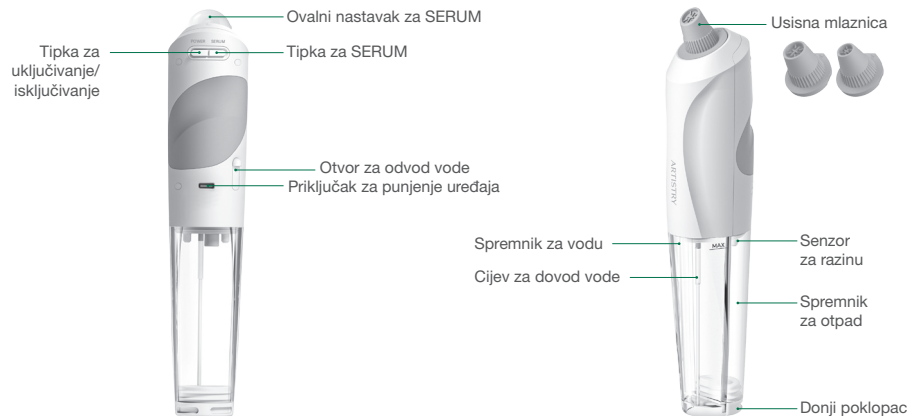 Ovalni nastavak za SERUM
Tipka za
uključivanje/
isključivanje
POWER SERUM
Tipka za SERUM
Otvor za odvod vode
Priključak za punjenje uređaja
Usisna mlaznica
ARTISTRY
Spremnik za vodu
MAX
Senzor
za razinu
Cijev za dovod vode
Spremnik
za otpad
Donji poklopac